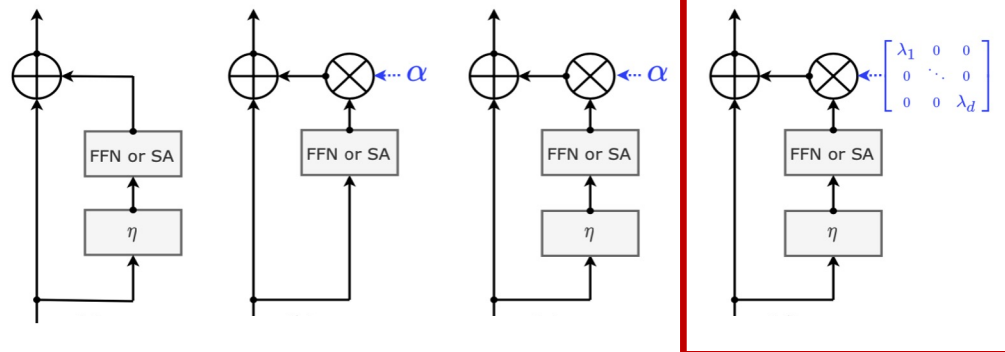 α
α
λ₁ 0 0
0 ⋱ 0
0 0 λ_d
FFN or SA
FFN or SA
FFN or SA
FFN or SA
η
η
η